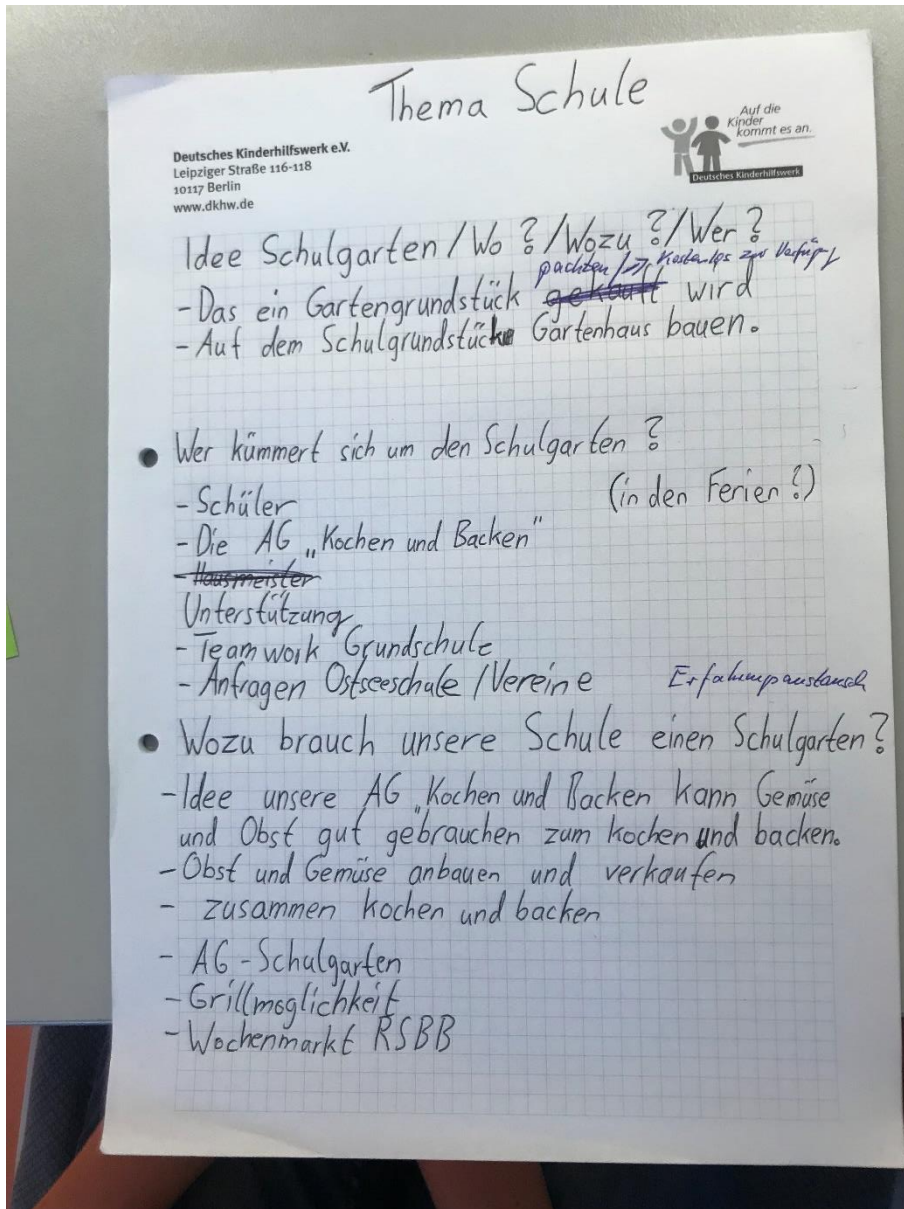 Thema Schule
Auf die
Kinder
kommt es an.
Deutsches Kinderhilfswerk
Deutsches Kinderhilfswerk e.V.
Leipziger Straße 116-118
10117 Berlin
www.dkhw.de
Idee Schulgarten / Wo ? / Wozu ? / Wer ?
pachten / → kostenlos zur Verfügung
- Das ein Gartengrundstück gekauft wird
- Auf dem Schulgrundstück Gartenhaus bauen.
• Wer kümmert sich um den Schulgarten ?
(in den Ferien ?)
- Schüler
- Die AG „Kochen und Backen"
- Hausmeister
Unterstützung
- Teamwork Grundschule
- Anfragen Ostseeschule / Vereine Erfahrungsaustausch
• Wozu brauch unsere Schule einen Schulgarten ?
- Idee unsere AG „Kochen und Backen kann Gemüse
und Obst gut gebrauchen zum kochen und backen.
- Obst und Gemüse anbauen und verkaufen
- zusammen kochen und backen
- AG - Schulgarten
- Grillmoglichkeit
- Wochenmarkt RSBB